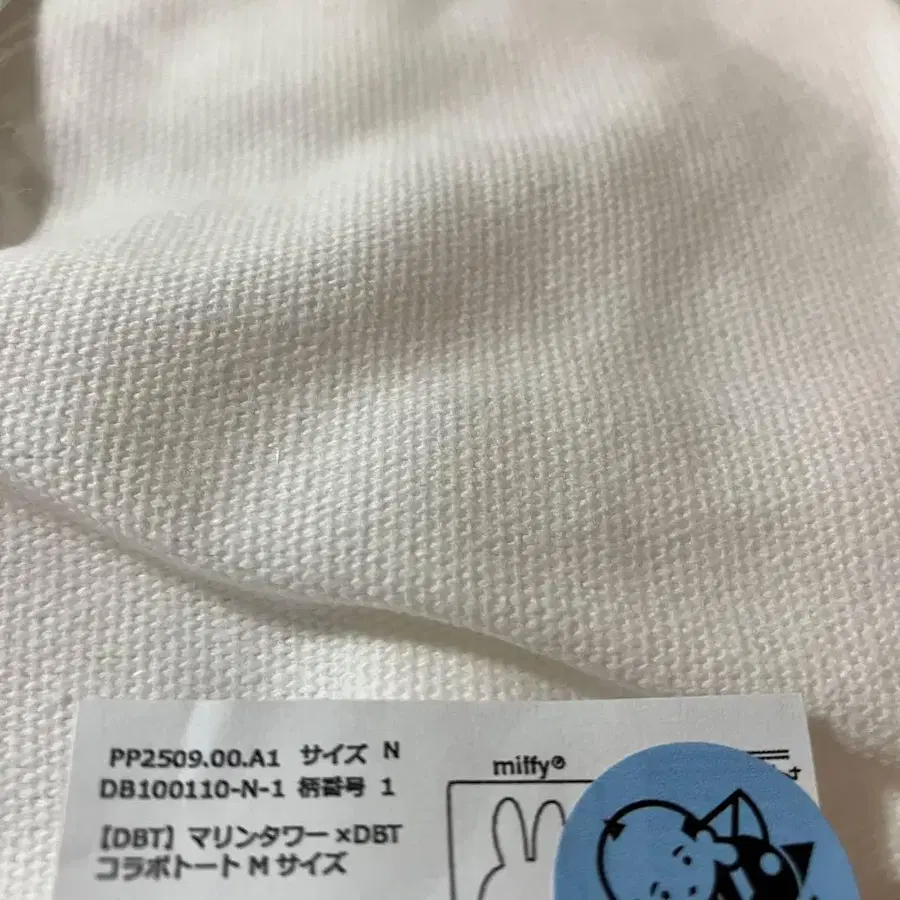 PP2509.00.A1 サイズ N
DB100110-N-1 柄番号 1
【DBT】マリンタワー×DBT
コラボトート M サイズ
miffy®